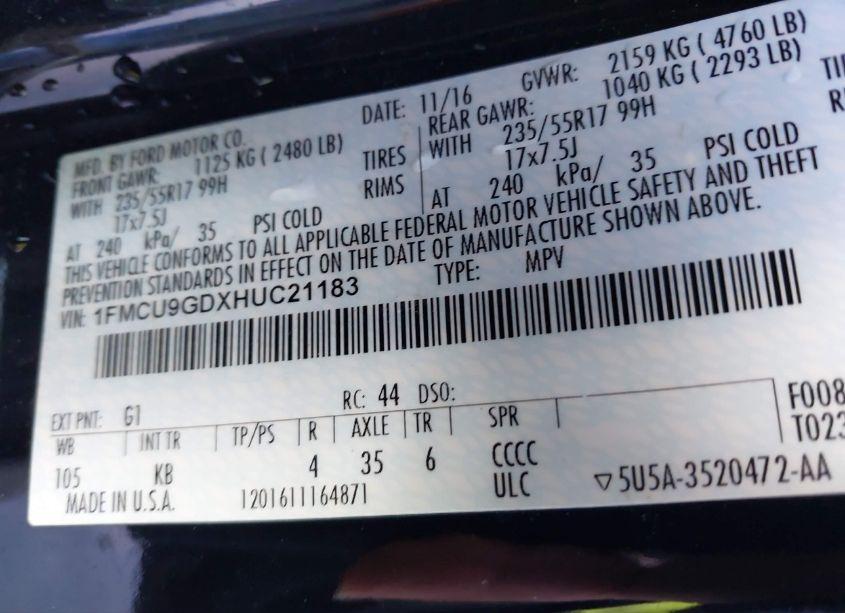 MFD. BY FORD MOTOR CO.
DATE: 11/16 GVWR: 2159 KG ( 4760 LB)
FRONT GAWR: 1125 KG ( 2480 LB)
REAR GAWR: 1040 KG ( 2293 LB)
WITH 235/55R17 99H TIRES
WITH 235/55R17 99H TI
17x7.5J RIMS
17x7.5J
AT 240 kPa/ 35 PSI COLD
AT 240 kPa/ 35 PSI COLD
THIS VEHICLE CONFORMS TO ALL APPLICABLE FEDERAL MOTOR VEHICLE SAFETY AND THEFT
PREVENTION STANDARDS IN EFFECT ON THE DATE OF MANUFACTURE SHOWN ABOVE.
VIN: 1FMCU9GDXHUC21183 TYPE: MPV
EXT PNT: G1 RC: 44 DSO: F008
WB INT TR TP/PS R AXLE TR SPR T023
105 KB 4 35 6 CCCC
MADE IN U.S.A. 1201611164871 ULC ▽5U5A-3520472-AA